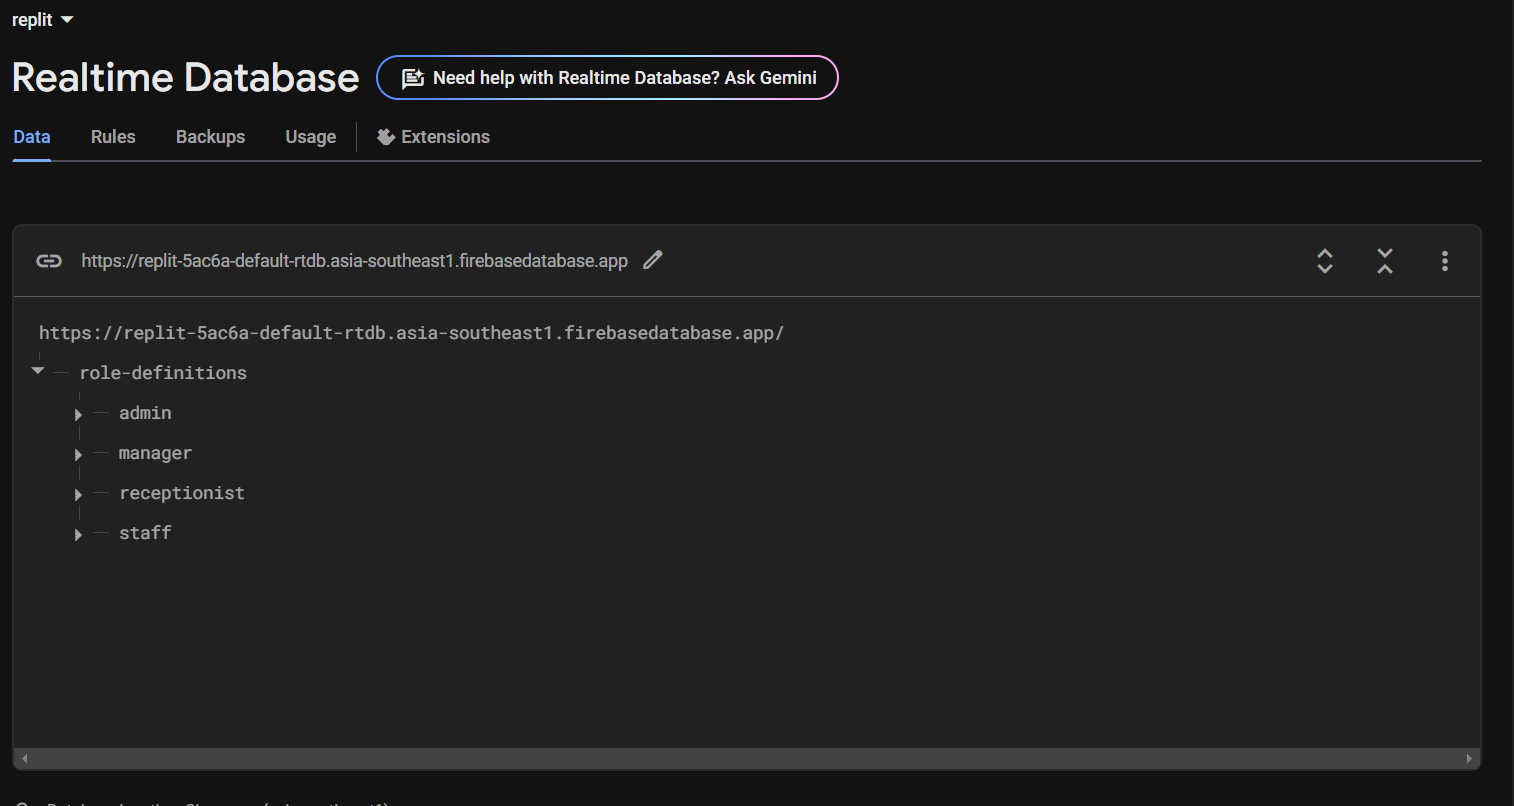 replit
Realtime Database
Need help with Realtime Database? Ask Gemini
Data Rules Backups Usage Extensions
https://replit-5ac6a-default-rtdb.asia-southeast1.firebasedatabase.app
https://replit-5ac6a-default-rtdb.asia-southeast1.firebasedatabase.app/
role-definitions
admin
manager
receptionist
staff